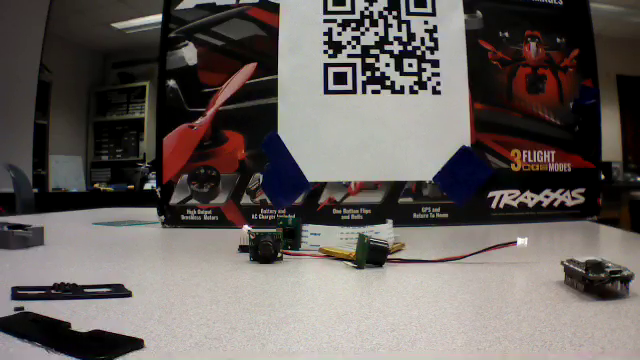 3 FLIGHT
MODES
TRAXXAS
High Output
Brushless Motors
Battery and
AC Charger Included
One Button Flips
and Rolls
GPS and
Return To Home